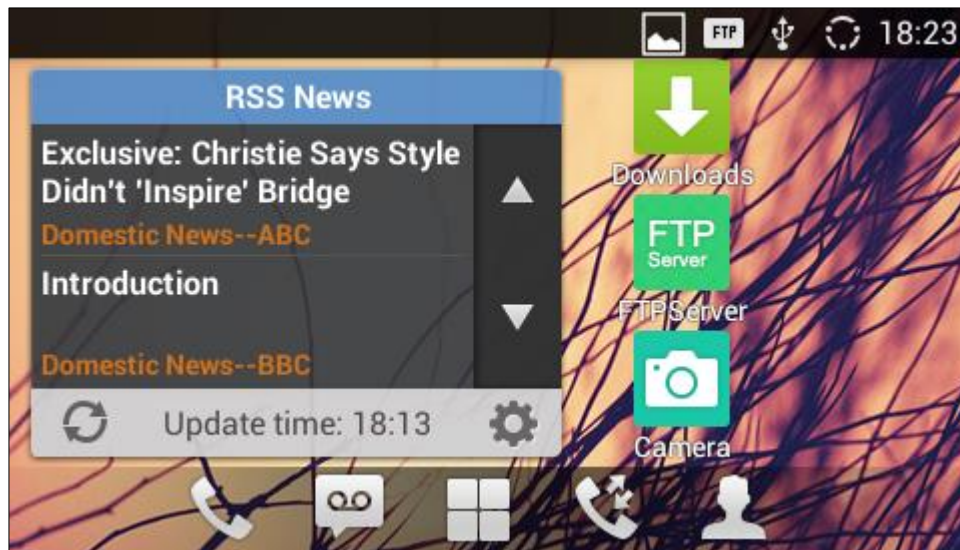 FTP
18:23
RSS News
Exclusive: Christie Says Style
Didn't 'Inspire' Bridge
Domestic News--ABC
Introduction
Domestic News--BBC
Update time: 18:13
Downloads
FTP
Server
FTPServer
Camera